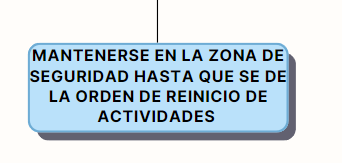 MANTENERSE EN LA ZONA DE
SEGURIDAD HASTA QUE SE DE
LA ORDEN DE REINICIO DE
ACTIVIDADES